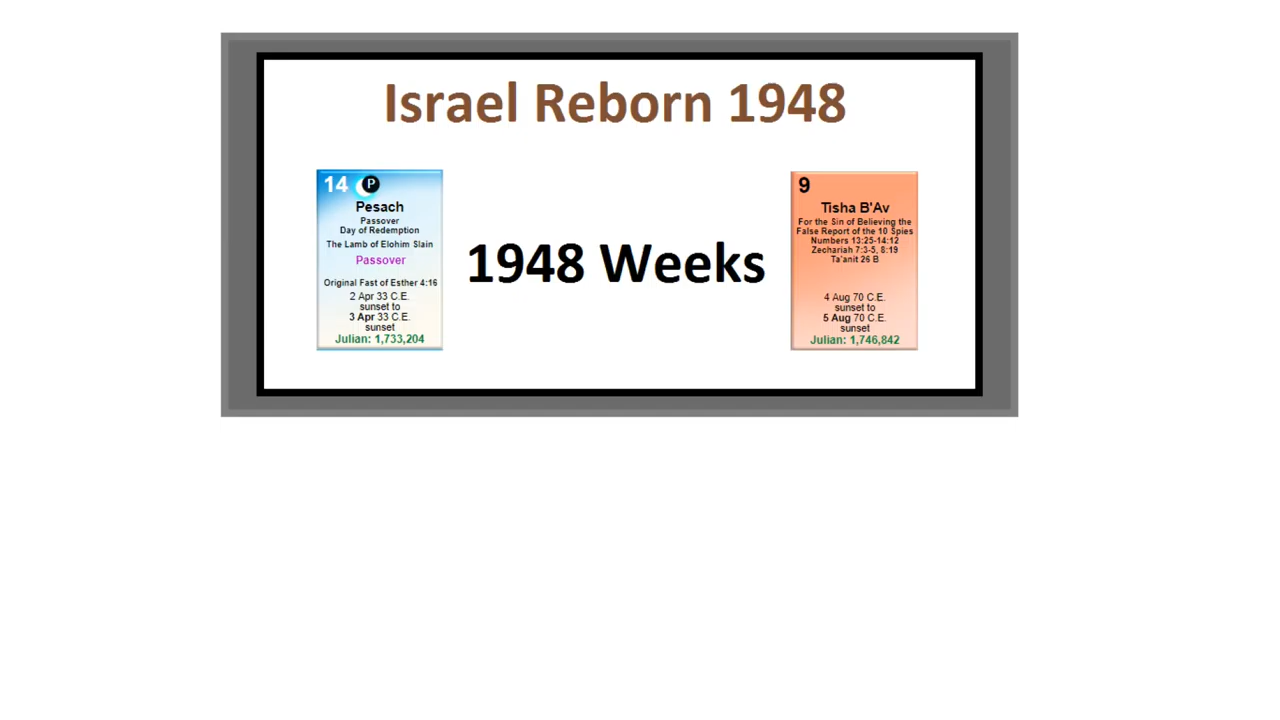 Israel Reborn 1948
14 P
Pesach
Passover
Day of Redemption
The Lamb of Elohim Slain
Passover
Original Fast of Esther 4:16
2 Apr 33 C.E.
sunset to
3 Apr 33 C.E.
sunset
Julian: 1,733,204
1948 Weeks
9
Tisha B'Av
For the Sin of Believing the
False Report of the 10 Spies
Numbers 13:25-14:12
Zechariah 7:3-5, 8:19
Ta'anit 26 B
4 Aug 70 C.E.
sunset to
5 Aug 70 C.E.
sunset
Julian: 1,746,842